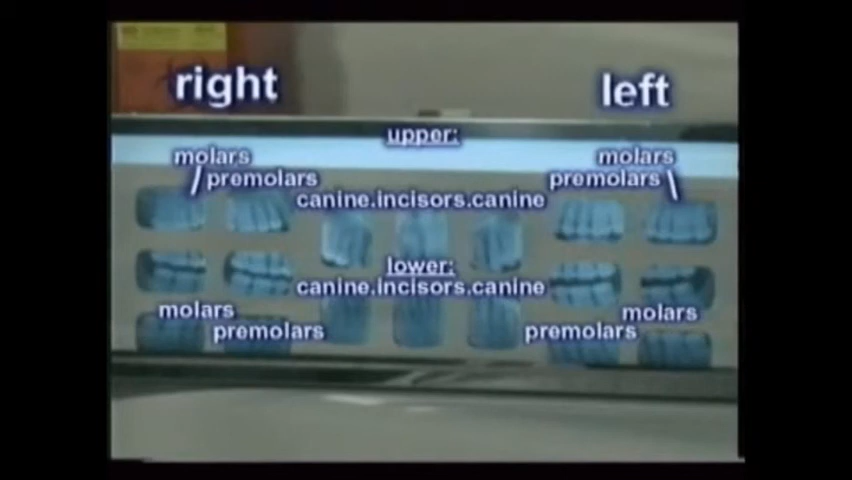 right left
upper:
molars molars
premolars premolars
canine.incisors.canine
lower:
canine.incisors.canine
molars molars
premolars premolars